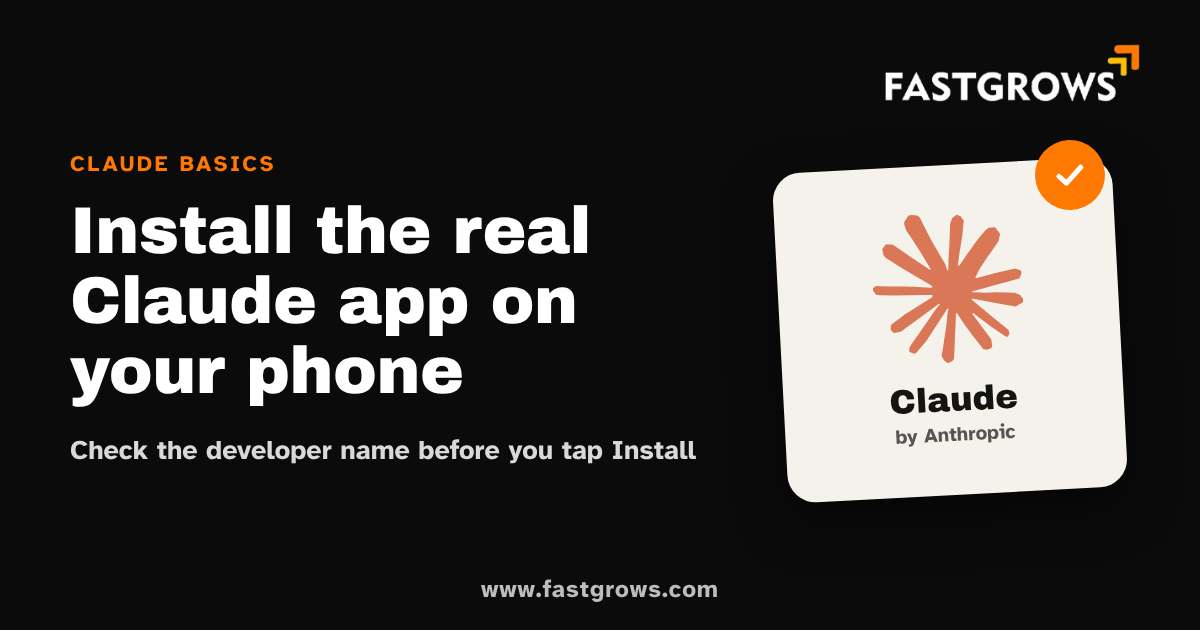 FASTGROWS
CLAUDE BASICS
Install the real
Claude app on
your phone
Check the developer name before you tap Install
Claude
by Anthropic
www.fastgrows.com